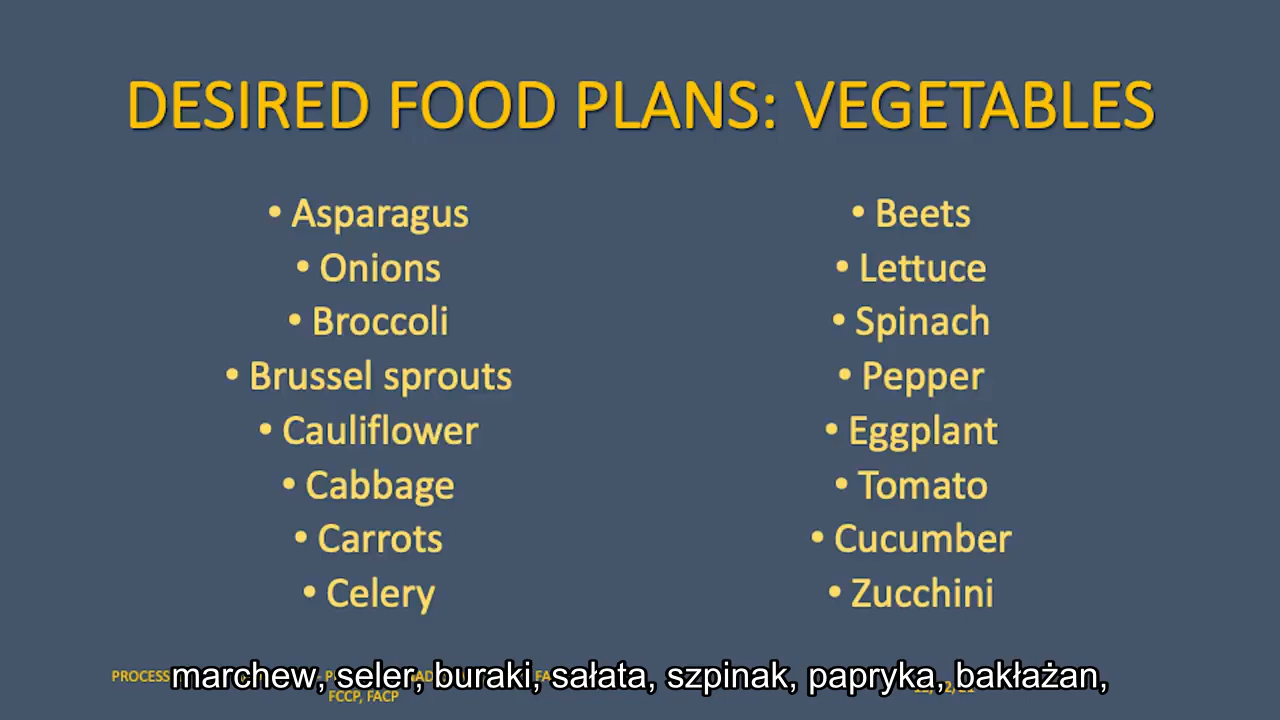 DESIRED FOOD PLANS: VEGETABLES
• Asparagus
• Onions
• Broccoli
• Brussel sprouts
• Cauliflower
• Cabbage
• Carrots
• Celery
• Beets
• Lettuce
• Spinach
• Pepper
• Eggplant
• Tomato
• Cucumber
• Zucchini
marchew, seler, buraki, sałata, szpinak, papryka, bakłażan,
FCCP, FACP